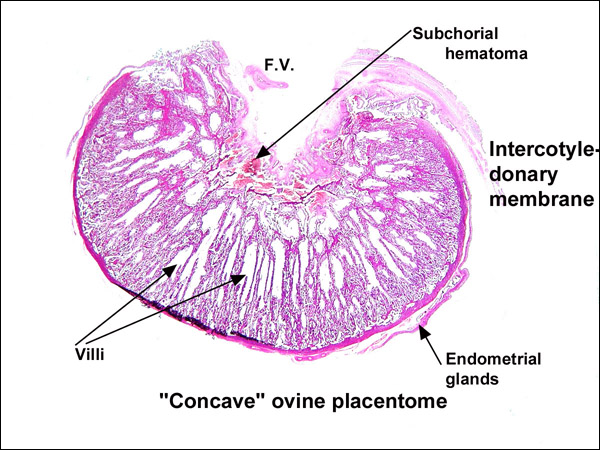 Subchorial
hematoma
F.V.
Intercotyle-
donary
membrane
Villi
Endometrial
glands
"Concave" ovine placentome